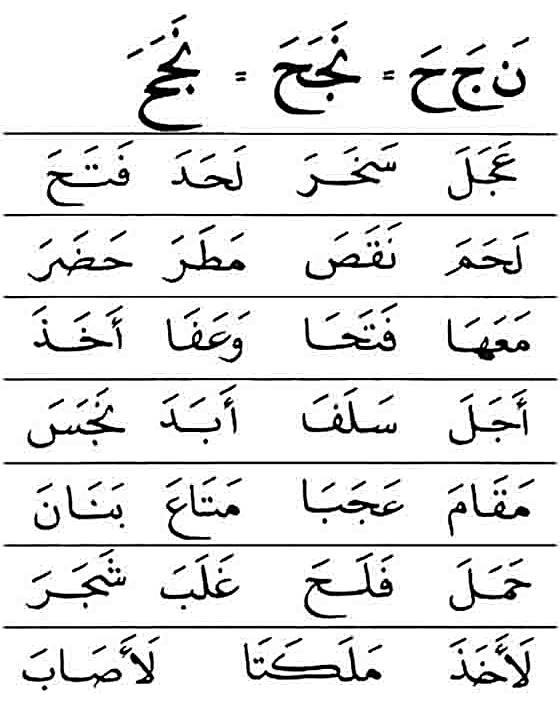 نَ جَ حَ = نَجَحَ = نَجَحَ
عَجَلَ سَخَرَ لَحَدَ فَتَحَ
لَحَمَ نَقَصَ مَطَرَ حَضَرَ
مَعَهَا فَتَحَا وَعَفَا أَخَذَ
أَجَلَ سَلَفَ أَبَدَ نَجَسَ
مَقَامَ عَجَبَا مَتَاعَ بَنَانَ
حَمَلَ فَلَحَ غَلَبَ شَجَرَ
لَأَخَذَ مَلَكَتَا لَأَصَابَ